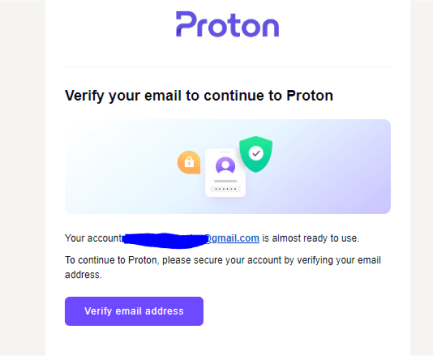 Proton
Verify your email to continue to Proton
Your account @gmail.com is almost ready to use.
To continue to Proton, please secure your account by verifying your email
address.
Verify email address